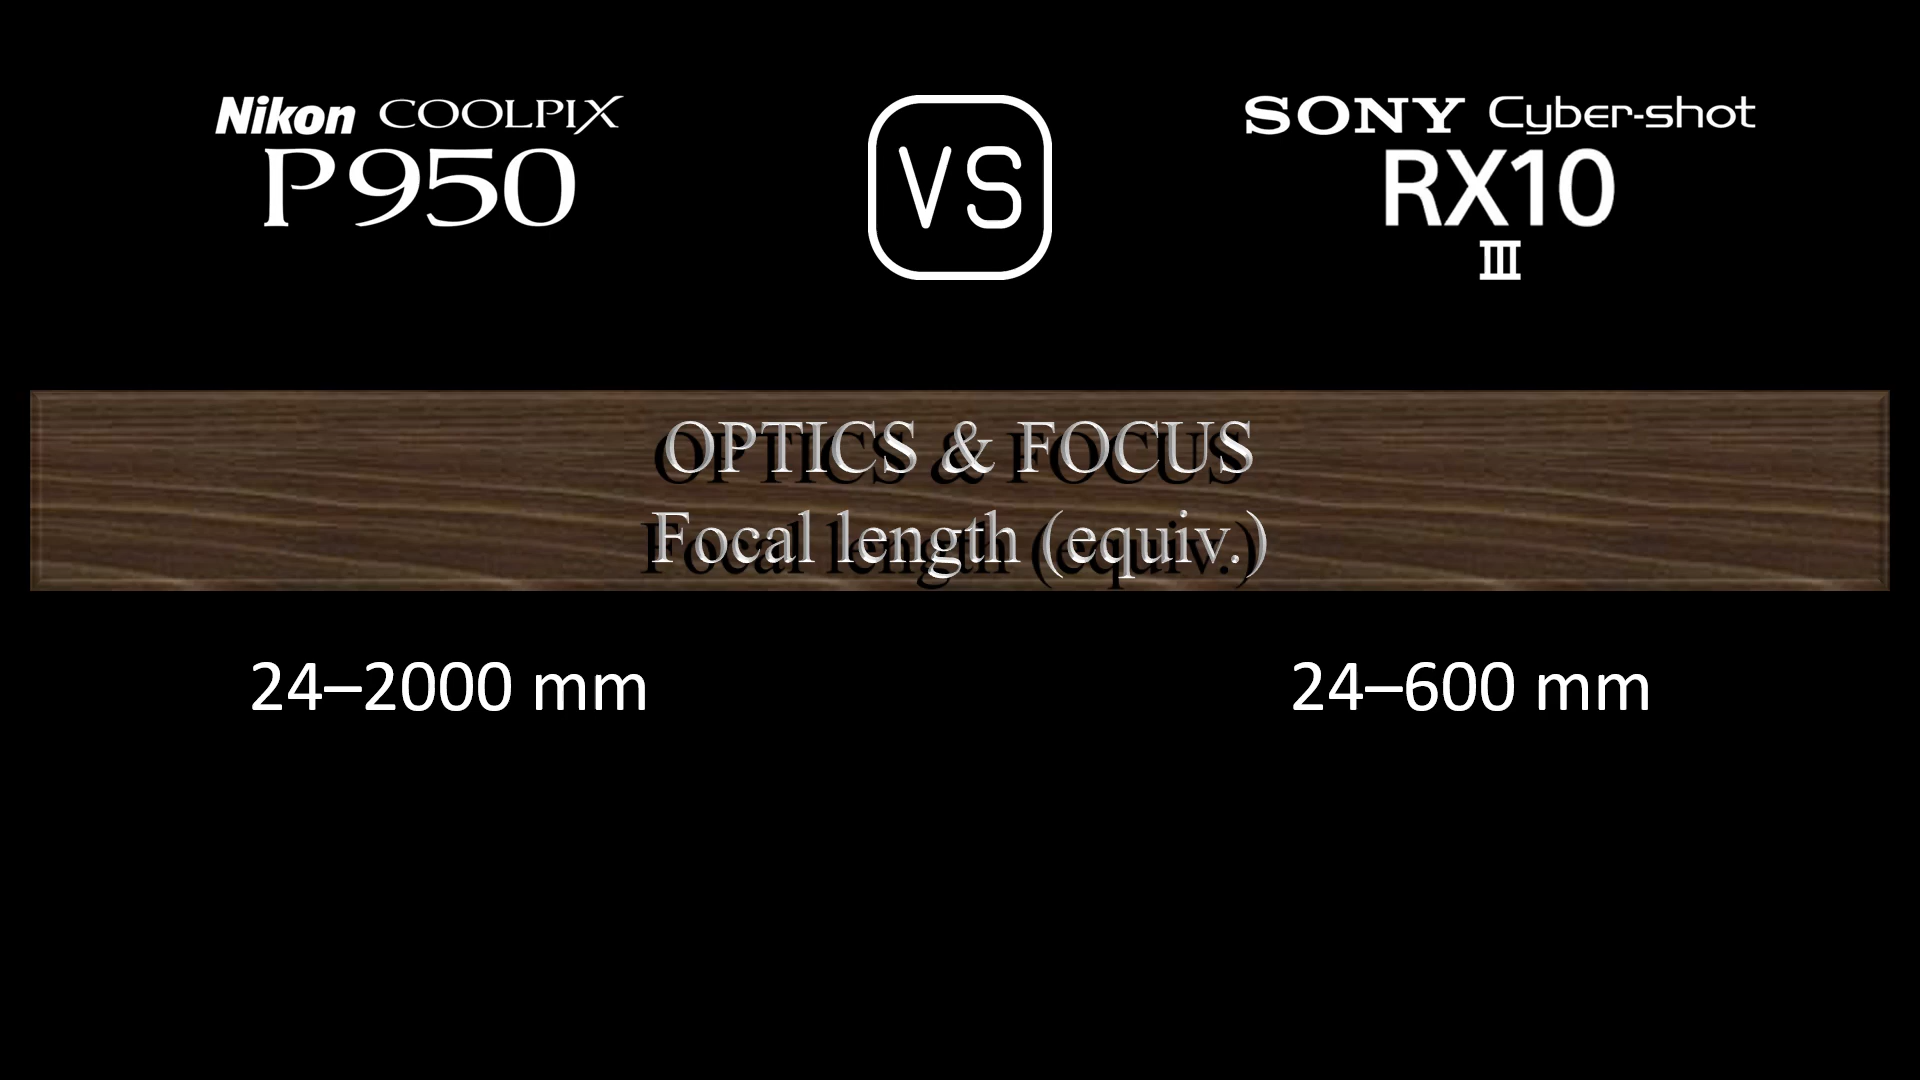 Nikon COOLPIX
P950
VS
SONY Cyber-shot
RX10
III
OPTICS & FOCUS
Focal length (equiv.)
24–2000 mm
24–600 mm